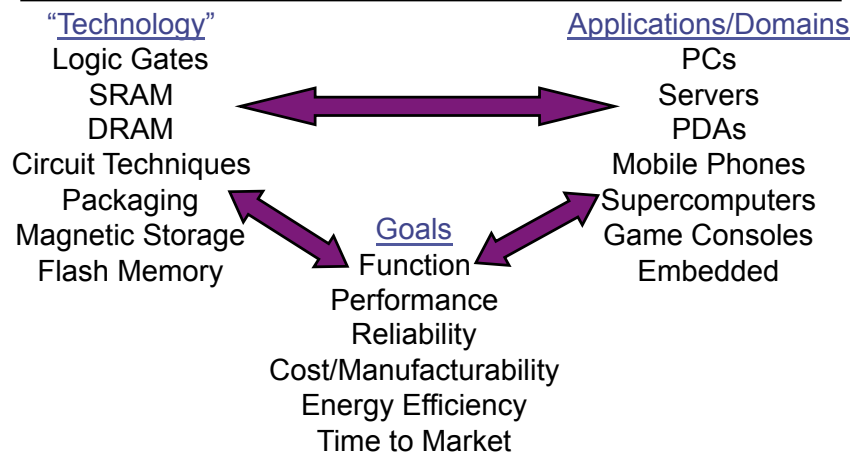 “Technology”
Logic Gates
SRAM
DRAM
Circuit Techniques
Packaging
Magnetic Storage
Flash Memory
Applications/Domains
PCs
Servers
PDAs
Mobile Phones
Supercomputers
Game Consoles
Embedded
Goals
Function
Performance
Reliability
Cost/Manufacturability
Energy Efficiency
Time to Market